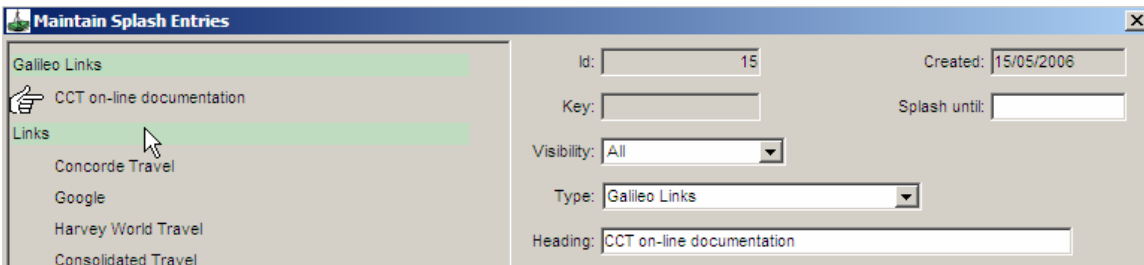 Maintain Splash Entries
Galileo Links
CCT on-line documentation
Links
Concorde Travel
Google
Harvey World Travel
Consolidated Travel
Id: 15
Created: 15/05/2006
Key:
Splash until:
Visibility: All
Type: Galileo Links
Heading: CCT on-line documentation